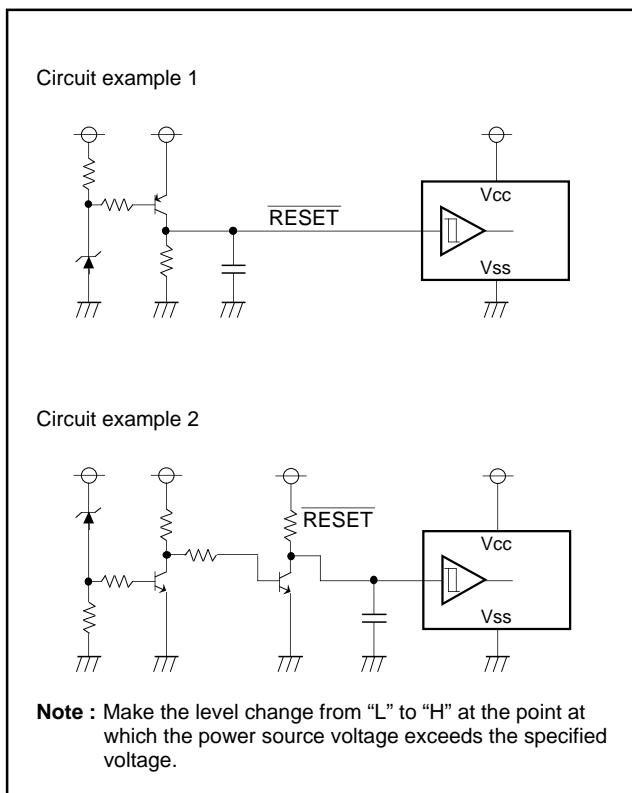 Circuit example 1
RESET
Vcc
Vss
Circuit example 2
RESET
Vcc
Vss
Note : Make the level change from “L” to “H” at the point at
which the power source voltage exceeds the specified
voltage.